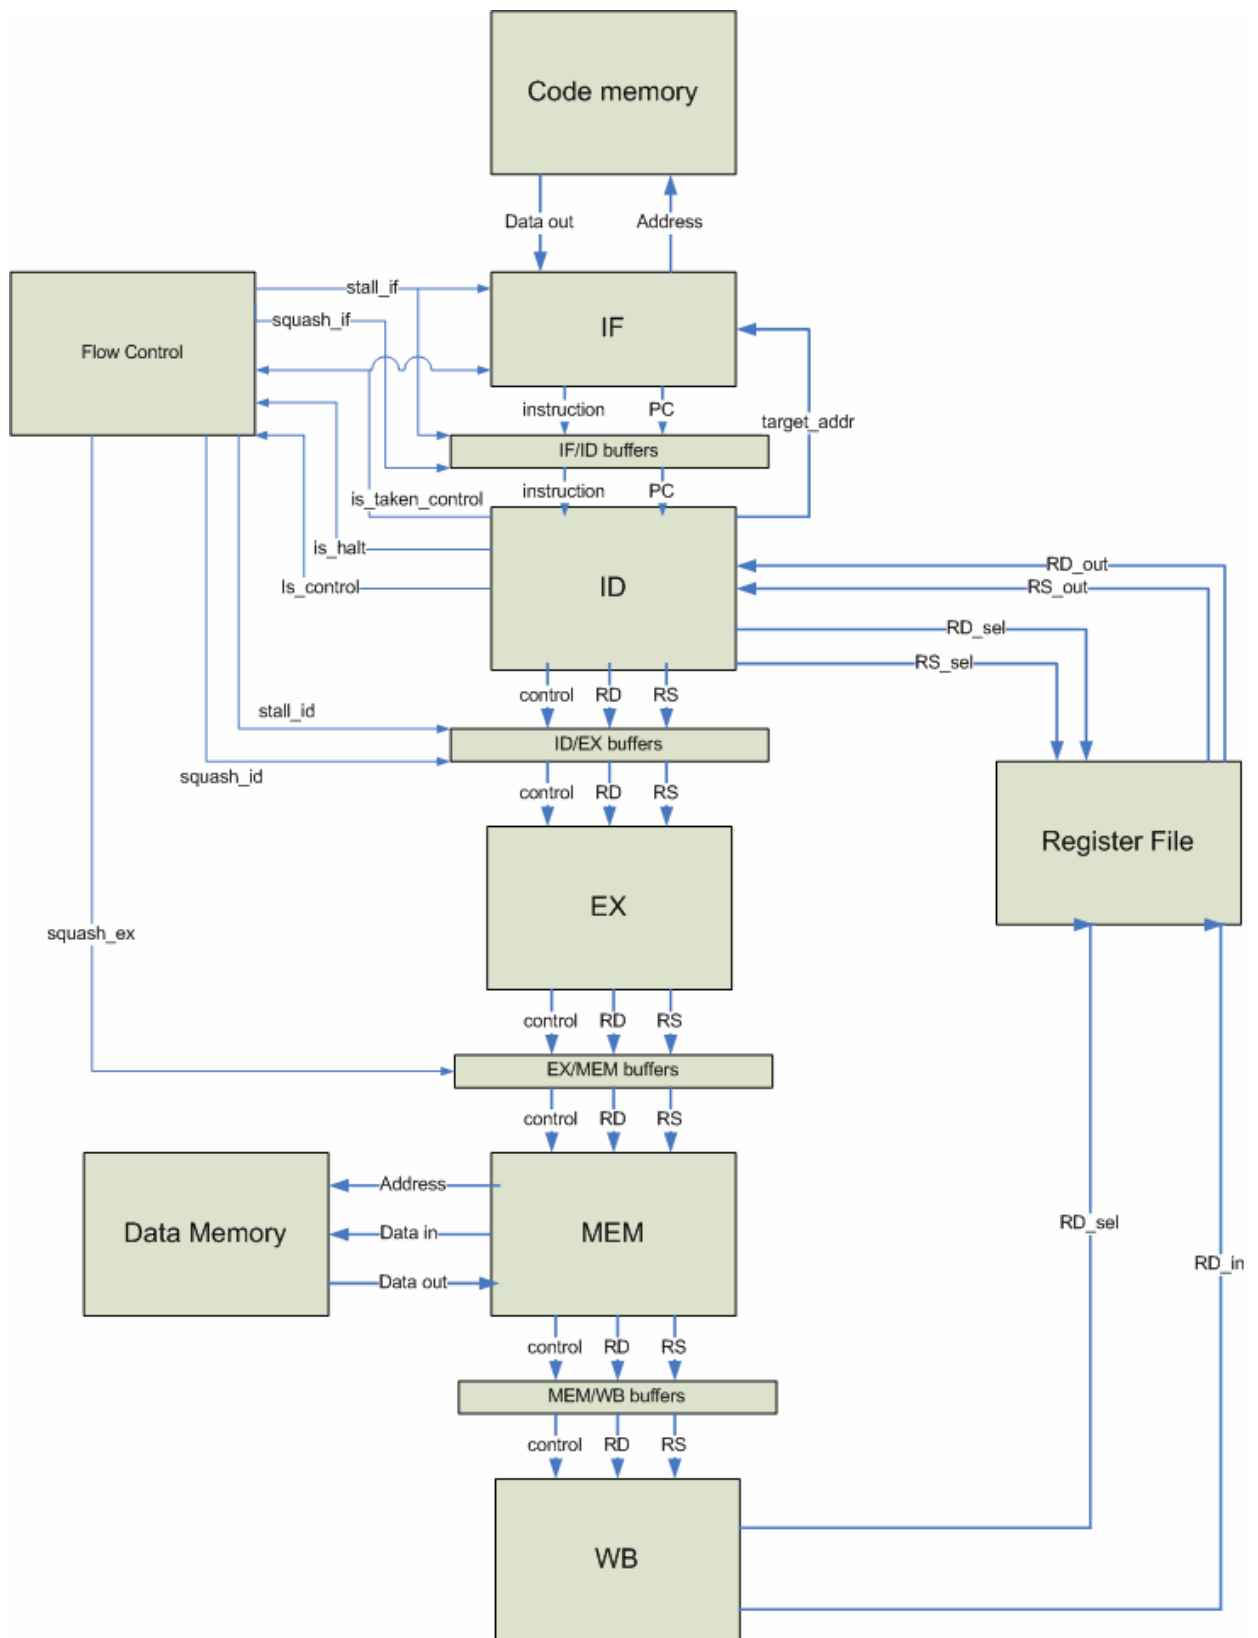 Code memory
Data out
Address
stall_if
squash_if
IF
Flow Control
instruction
PC
target_addr
IF/ID buffers
instruction
PC
is_taken_control
is_halt
Is_control
ID
RD_out
RS_out
RD_sel
RS_sel
control
RD
RS
stall_id
ID/EX buffers
squash_id
control
RD
RS
Register File
EX
squash_ex
control
RD
RS
EX/MEM buffers
control
RD
RS
Address
Data Memory
Data in
MEM
Data out
RD_sel
RD_in
control
RD
RS
MEM/WB buffers
control
RD
RS
WB